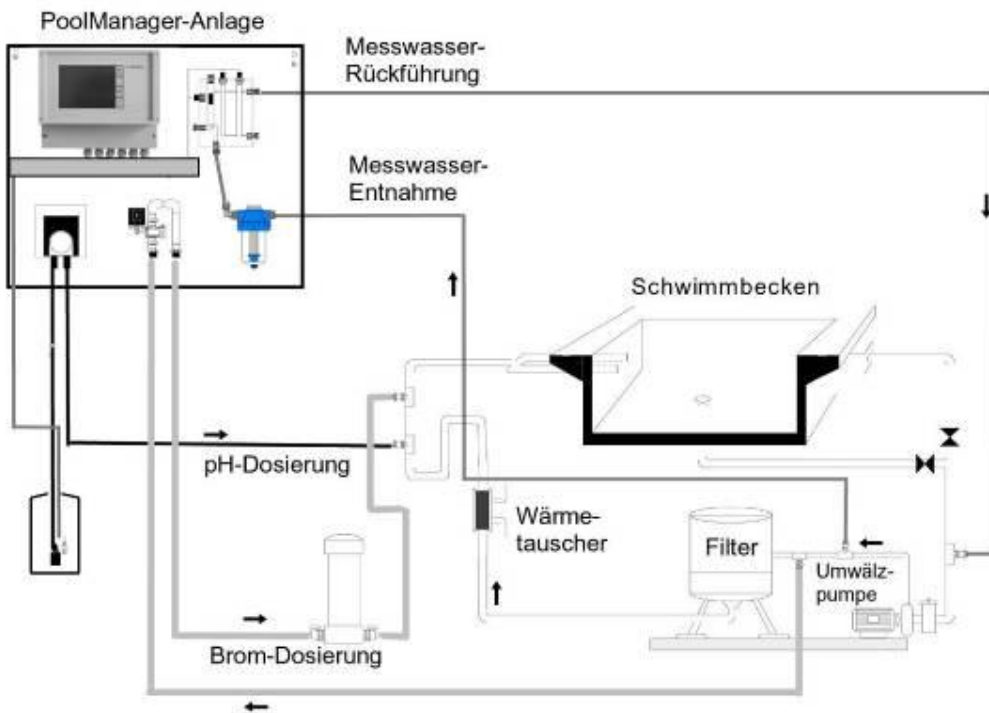 PoolManager-Anlage
Messwasser-
Rückführung
Messwasser-
Entnahme
Schwimmbecken
pH-Dosierung
Wärme-
tauscher
Filter
Umwälz-
pumpe
Brom-Dosierung